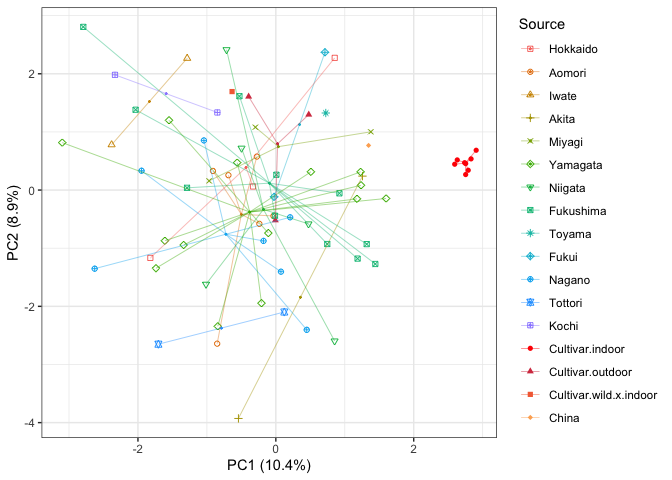 Source
Hokkaido
Aomori
Iwate
Akita
Miyagi
Yamagata
Niigata
Fukushima
Toyama
Fukui
Nagano
Tottori
Kochi
Cultivar.indoor
Cultivar.outdoor
Cultivar.wild.x.indoor
China
2
0
-2
-4
PC2 (8.9%)
-2
0
2
PC1 (10.4%)